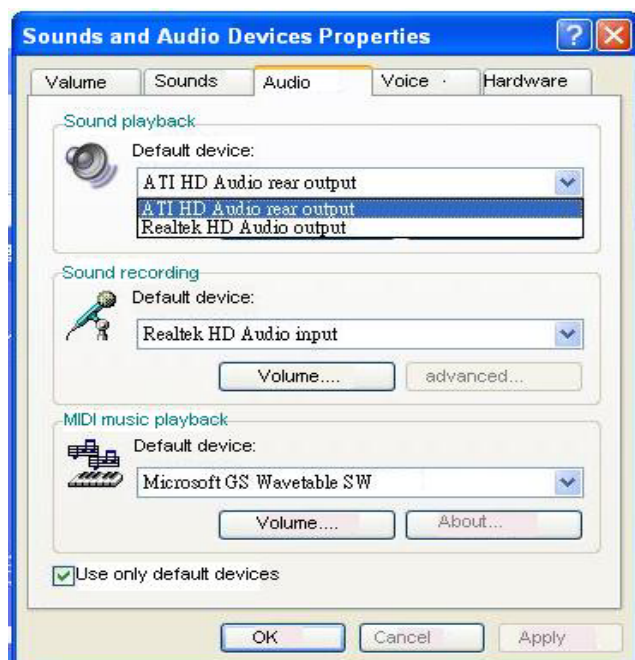 Sounds and Audio Devices Properties
Valume Sounds Audio Voice Hardware
Sound playback
Default device:
ATI HD Audio rear output
ATI HD Audio rear output
Realtek HD Audio output
Sound recording
Default device:
Realtek HD Audio input
Volume.... advanced...
MIDI music playback
Default device:
Microsoft GS Wavetable SW
Volume.... About...
Use only default devices
OK Cancel Apply